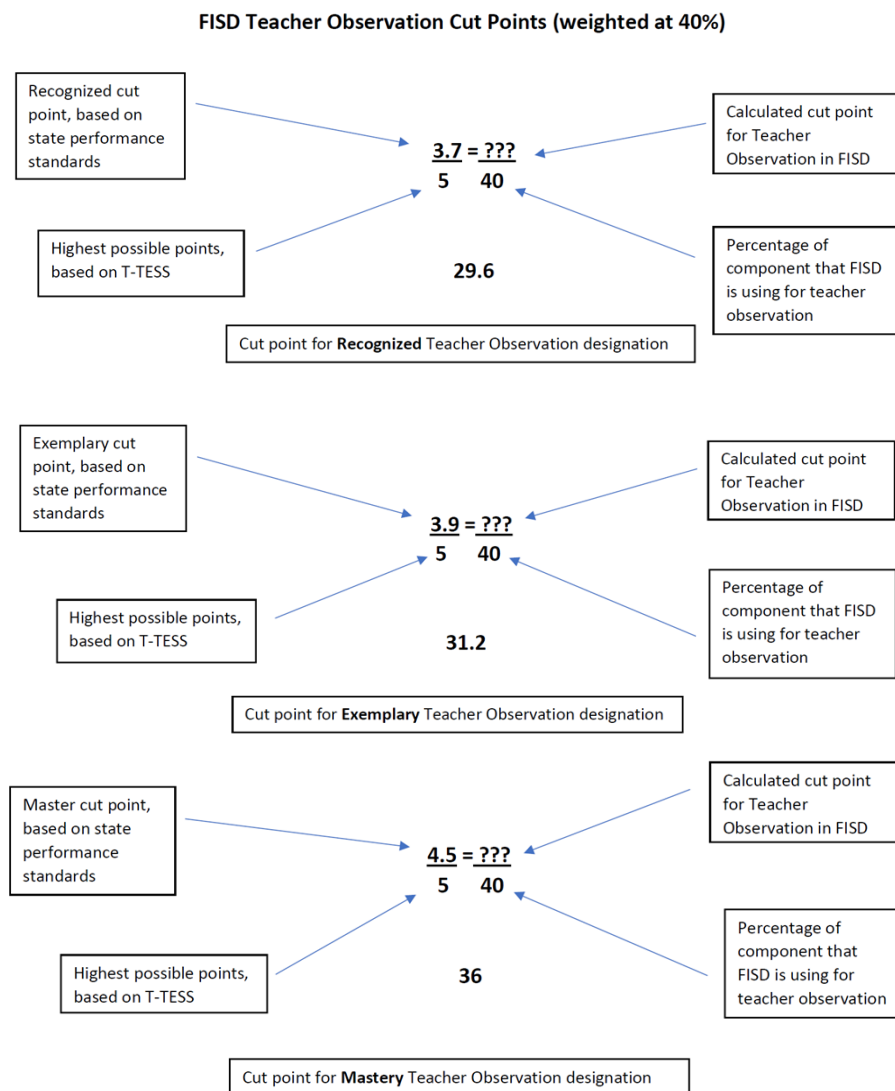 FISD Teacher Observation Cut Points (weighted at 40%)
Recognized cut
point, based on
state performance
standards
Calculated cut point
for Teacher
Observation in FISD
3.7 = ???
5 40
Highest possible points,
based on T-TESS
Percentage of
component that FISD
is using for teacher
observation
29.6
Cut point for Recognized Teacher Observation designation
Exemplary cut
point, based on
state performance
standards
Calculated cut point
for Teacher
Observation in FISD
3.9 = ???
5 40
Highest possible points,
based on T-TESS
Percentage of
component that FISD
is using for teacher
observation
31.2
Cut point for Exemplary Teacher Observation designation
Master cut point,
based on state
performance
standards
Calculated cut point
for Teacher
Observation in FISD
4.5 = ???
5 40
Highest possible points,
based on T-TESS
Percentage of
component that
FISD is using for
teacher observation
36
Cut point for Mastery Teacher Observation designation